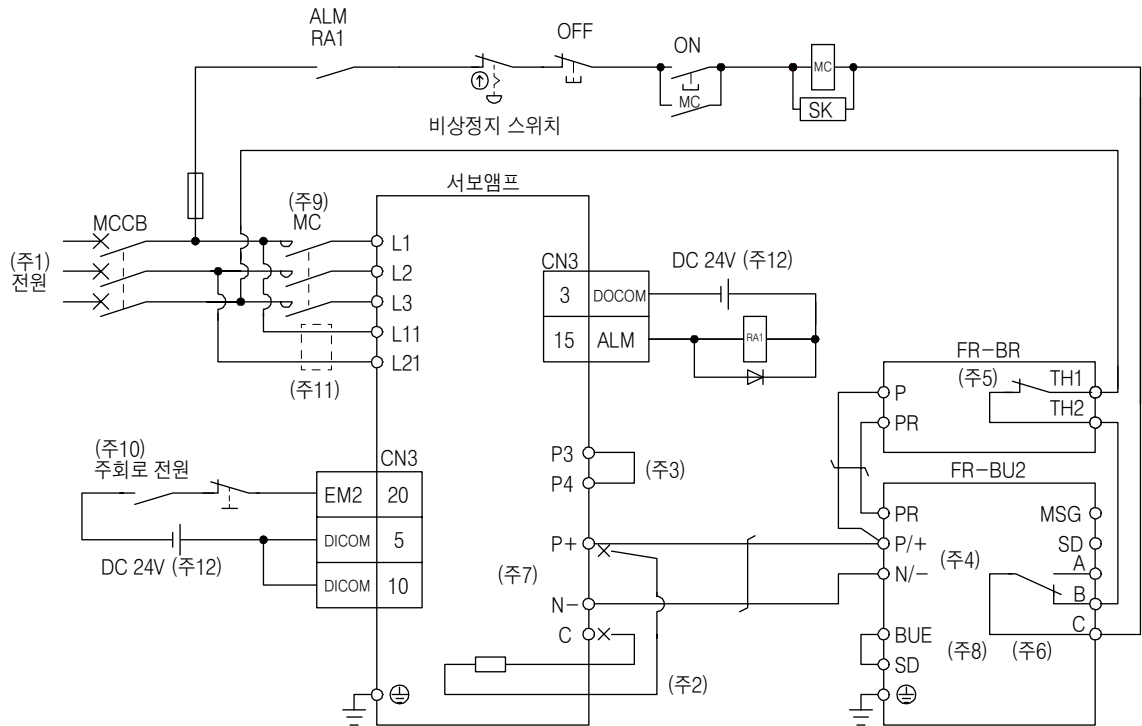 ALM
RA1
OFF
ON
MC
MC
SK
비상정지 스위치
서보앰프
MCCB
(주9)
MC
(주1)
전원
L1
L2
L3
L11
L21
(주11)
CN3
3 DOCOM
15 ALM
DC 24V (주12)
RA1
FR-BR
(주5)
TH1
TH2
P
PR
(주10)
주회로 전원
CN3
EM2 20
DICOM 5
DICOM 10
DC 24V (주12)
P3
P4
(주3)
P+
(주7)
N-
C
(주2)
FR-BU2
PR
P/+
N/-
(주4)
BUE
SD
(주8)
(주6)
MSG
SD
A
B
C